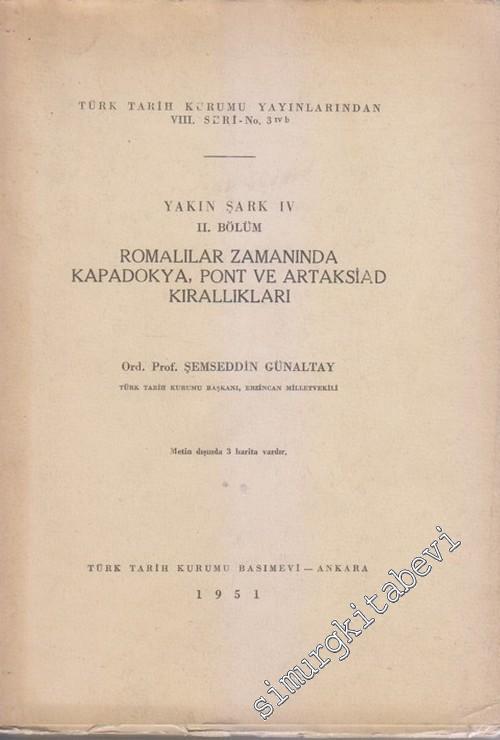 TÜRK TARİH KURUMU YAYINLARINDAN
VIII. SERİ - No. 3 IV b
YAKIN ŞARK IV
II. BÖLÜM
ROMALILAR ZAMANINDA
KAPADOKYA, PONT VE ARTAKSİAD
KIRALLIKLARI
Ord. Prof. ŞEMSEDDİN GÜNALTAY
TÜRK TARİH KURUMU BAŞKANI, ERZİNCAN MİLLETVEKİLİ
Metin dışında 3 harita vardır.
TÜRK TARİH KURUMU BASIMEVİ — ANKARA
1951
simurgkitabevi